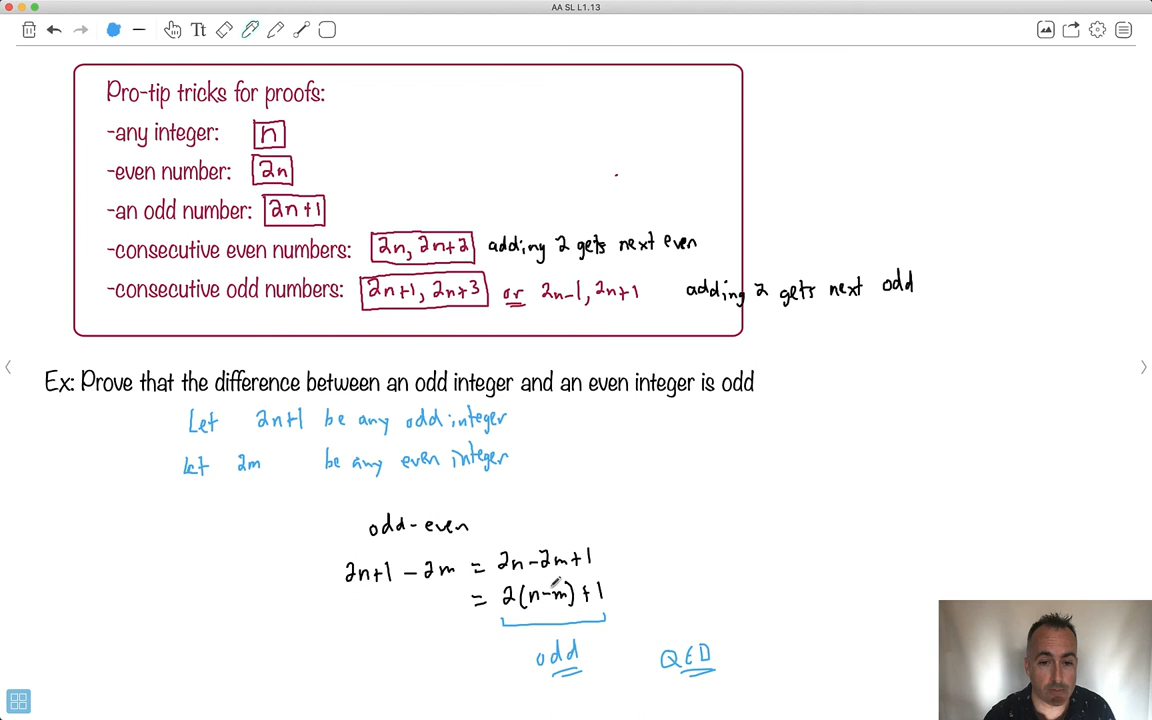 AA SL L1.13
Tt
Pro-tip tricks for proofs:
-any integer: n
-even number: 2n
-an odd number: 2n+1
-consecutive even numbers: 2n, 2n+2 adding 2 gets next even
-consecutive odd numbers: 2n+1, 2n+3 or 2n-1, 2n+1 adding 2 gets next odd
Ex: Prove that the difference between an odd integer and an even integer is odd
Let 2n+1 be any odd integer
let 2m be any even integer
odd-even
2n+1 - 2m = 2n-2m+1
= 2(n-m)+1
odd QED